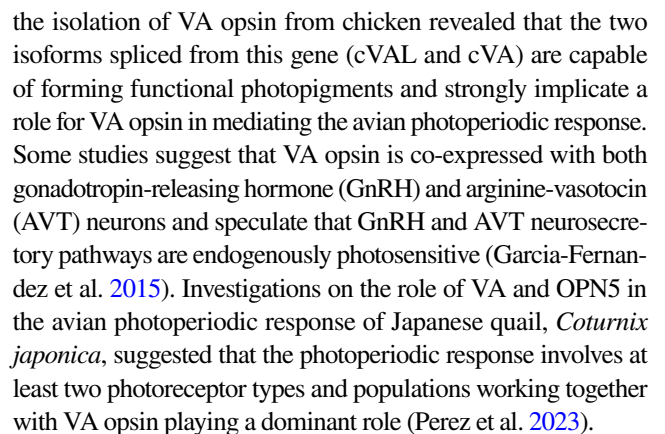 the isolation of VA opsin from chicken revealed that the two
isoforms spliced from this gene (cVAL and cVA) are capable
of forming functional photopigments and strongly implicate a
role for VA opsin in mediating the avian photoperiodic response.
Some studies suggest that VA opsin is co-expressed with both
gonadotropin-releasing hormone (GnRH) and arginine-vasotocin
(AVT) neurons and speculate that GnRH and AVT neurosecre-
tory pathways are endogenously photosensitive (Garcia-Fernan-
dez et al. 2015). Investigations on the role of VA and OPN5 in
the avian photoperiodic response of Japanese quail, Coturnix
japonica, suggested that the photoperiodic response involves at
least two photoreceptor types and populations working together
with VA opsin playing a dominant role (Perez et al. 2023).